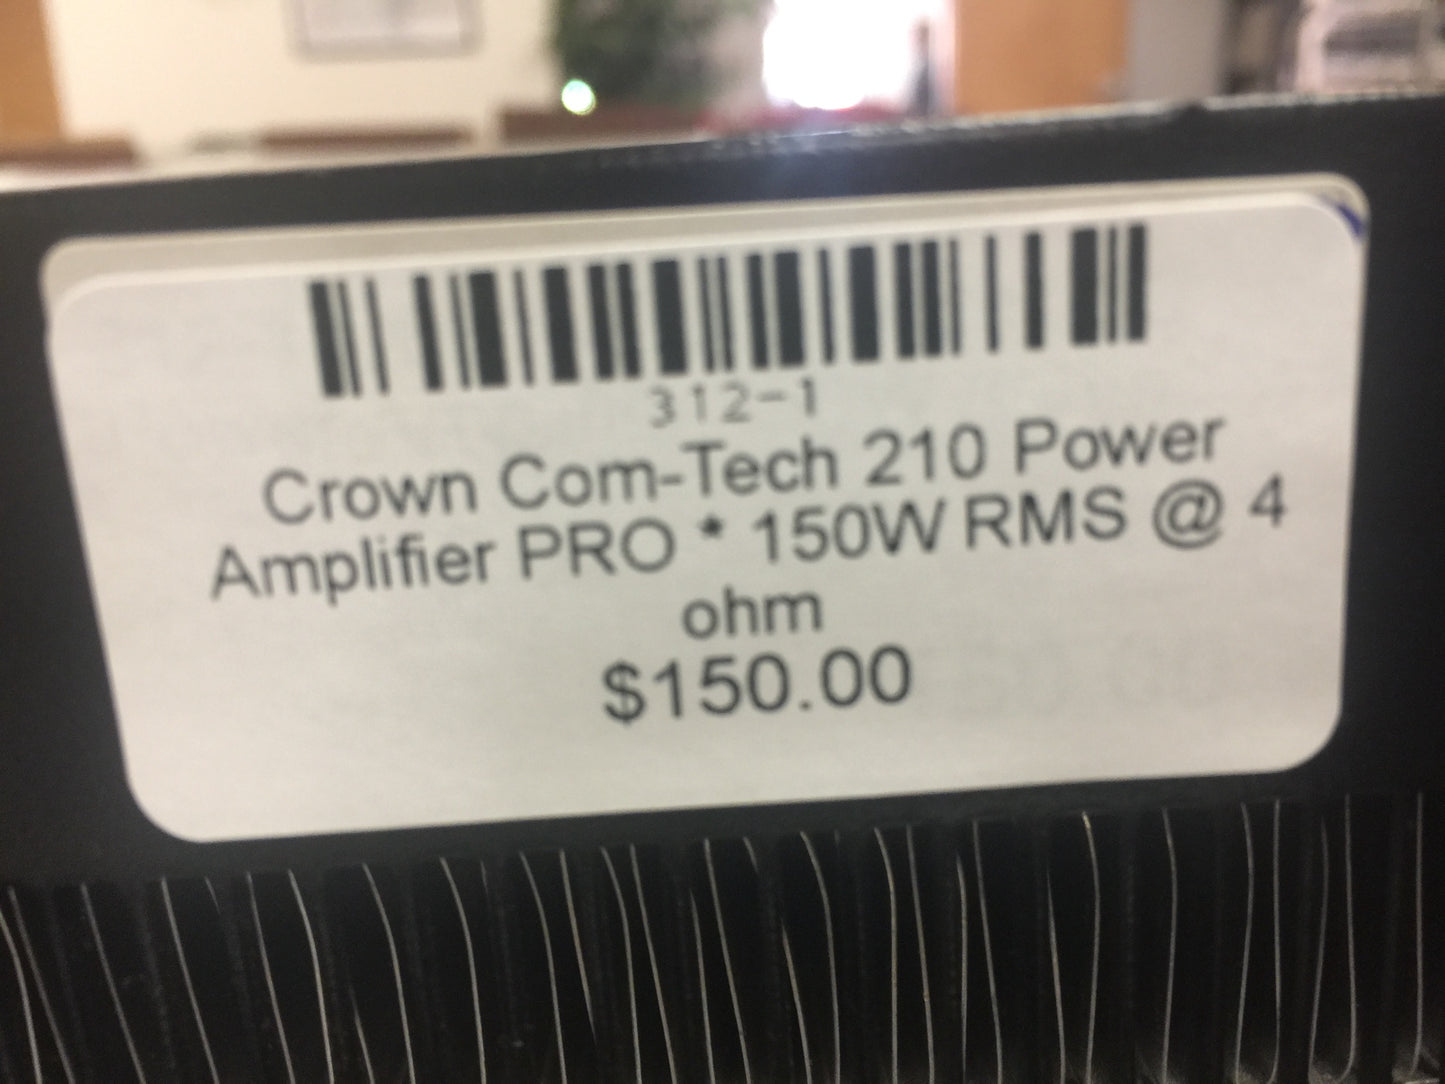 312-1
Crown Com-Tech 210 Power
Amplifier PRO * 150W RMS @ 4
ohm
$150.00